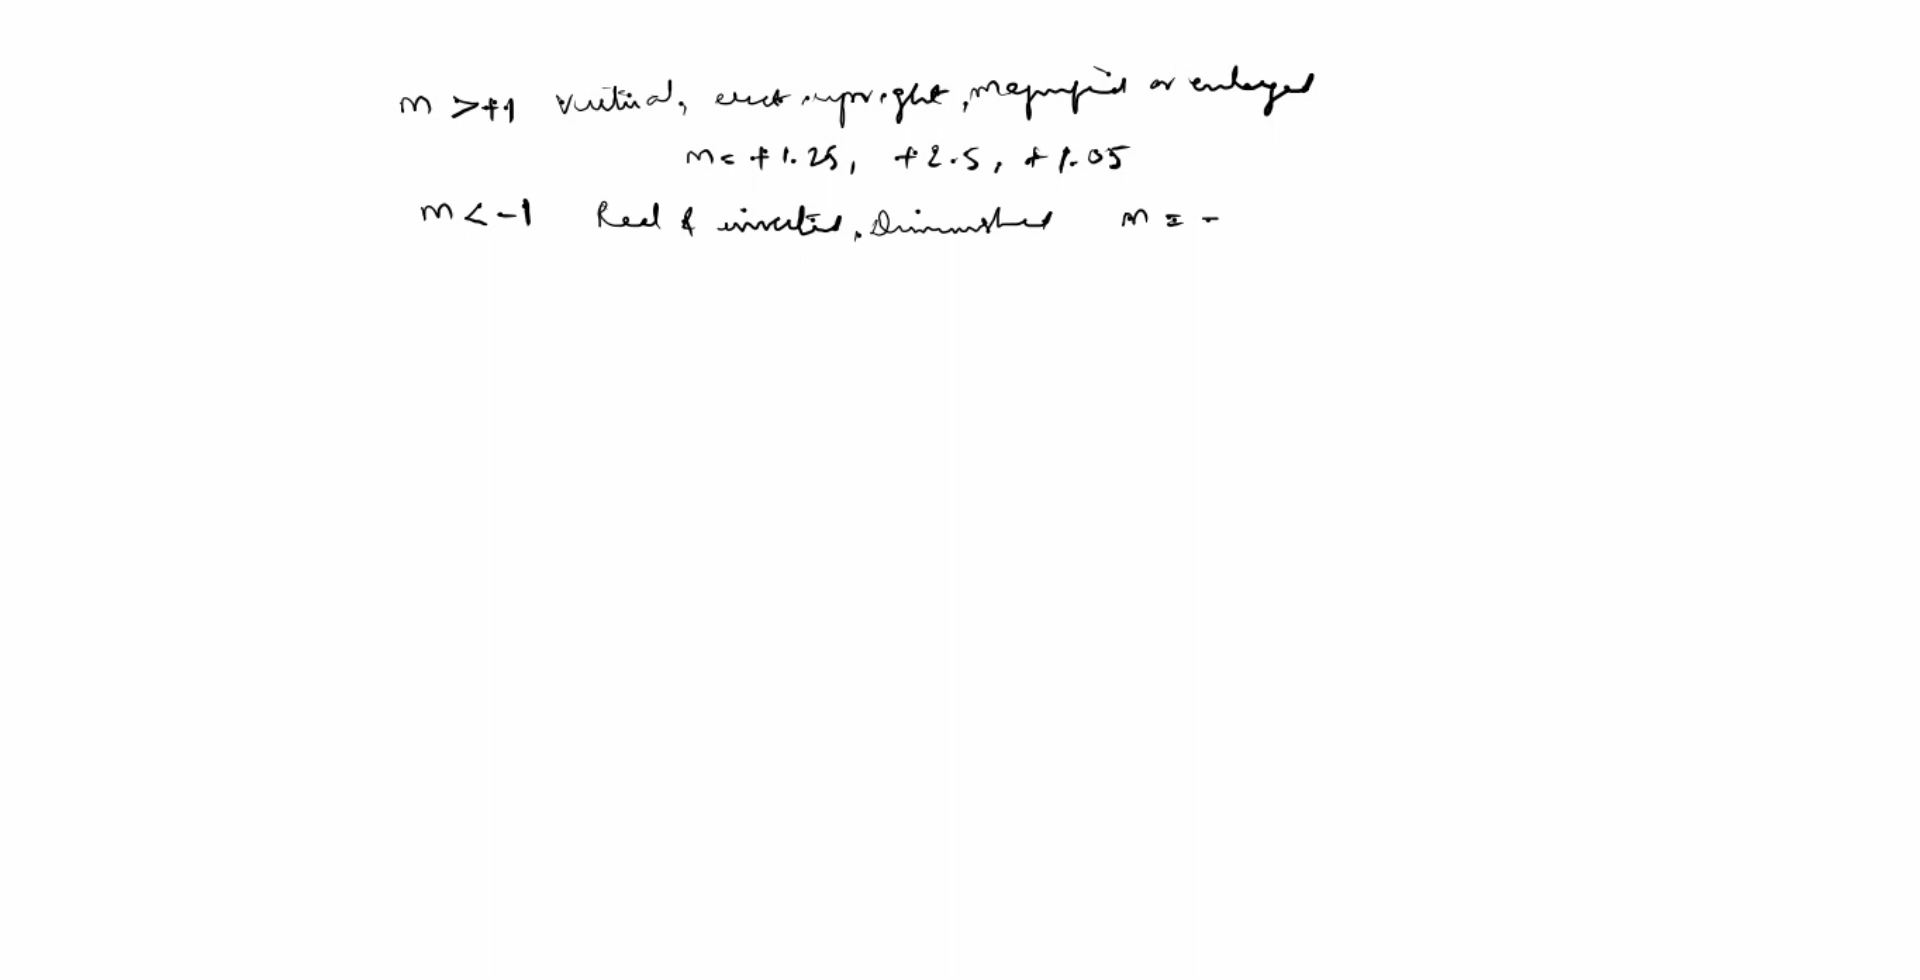 m > +1 Virtual, erect, upright, magnified or enlarged
m = +1.25, +2.5, +1.05
m < -1 Real & inverted, Diminished m = -